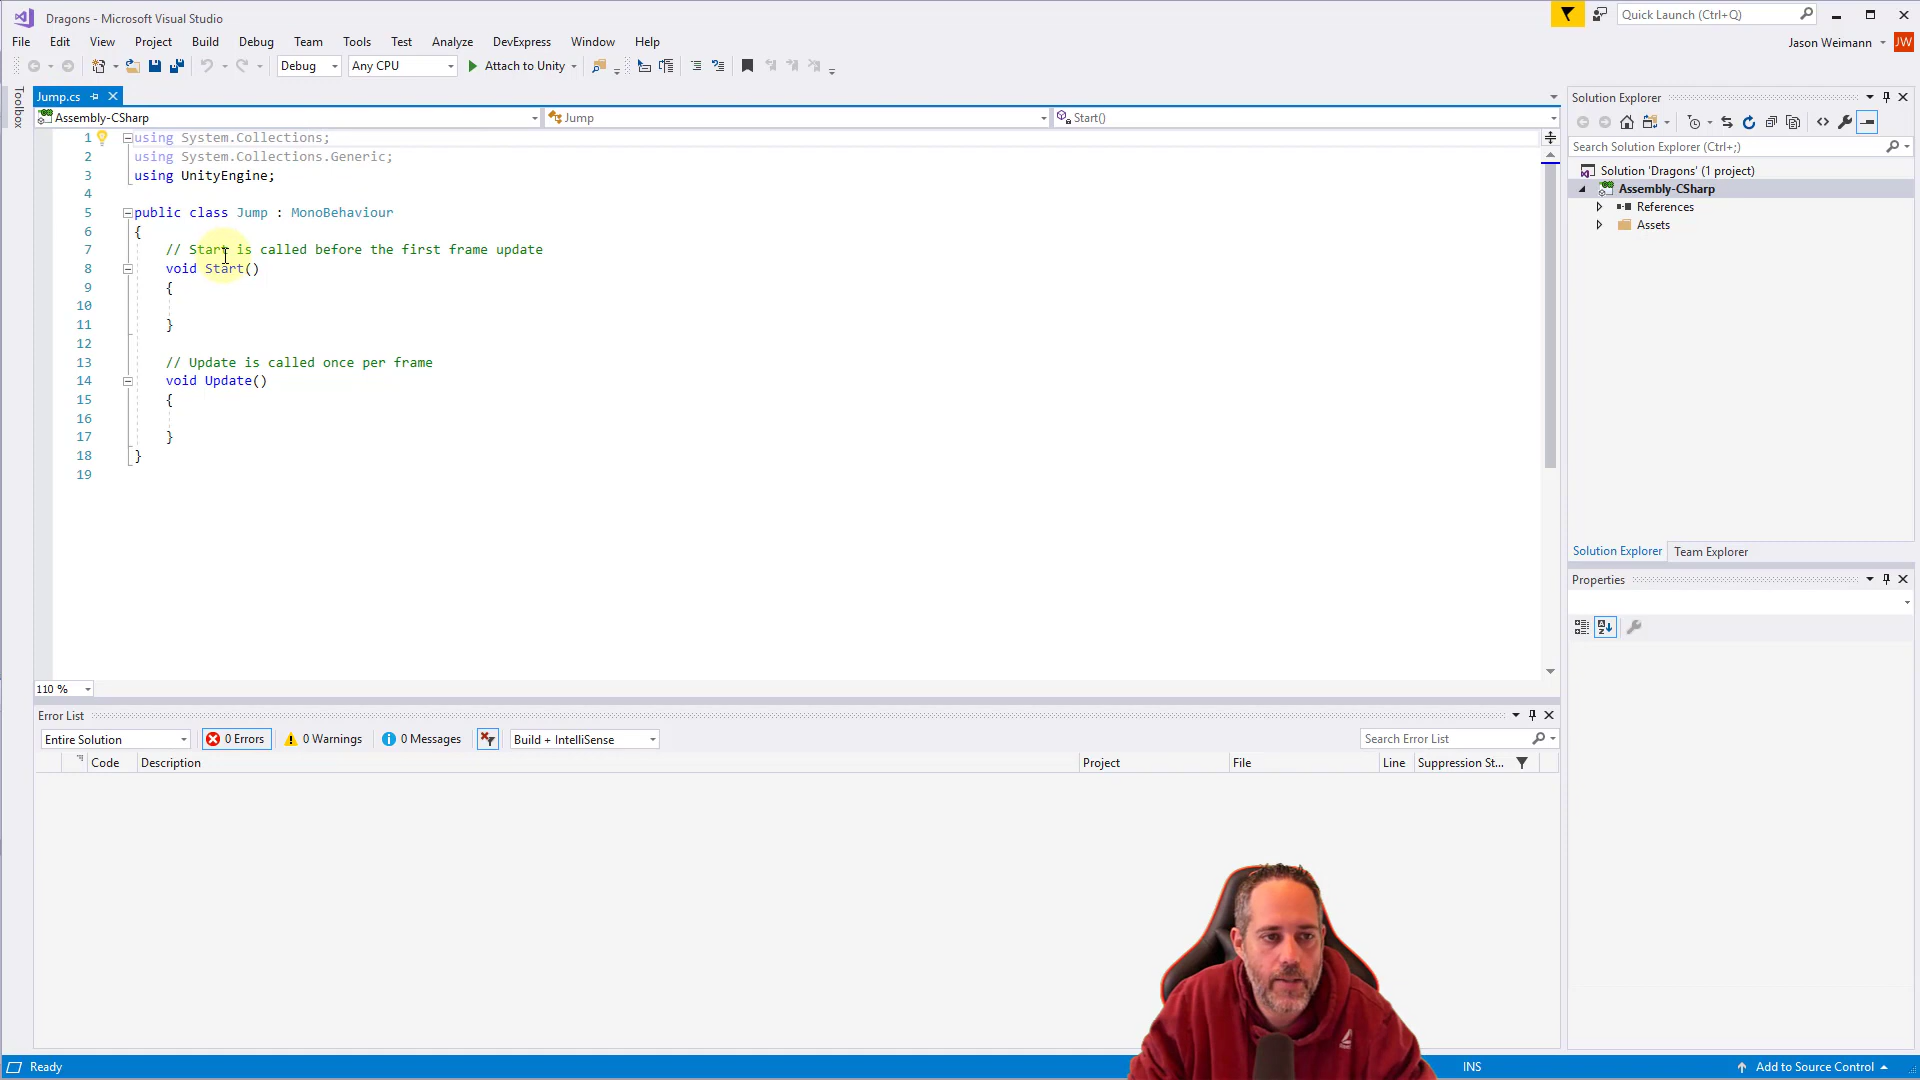 Dragons - Microsoft Visual Studio
Quick Launch (Ctrl+Q)
File Edit View Project Build Debug Team Tools Test Analyze DevExpress Window Help
Jason Weimann JW
Debug Any CPU Attach to Unity
Toolbox
Jump.cs
Assembly-CSharp Jump Start()
1 using System.Collections;
2 using System.Collections.Generic;
3 using UnityEngine;
4
5 public class Jump : MonoBehaviour
6 {
7 // Start is called before the first frame update
8 void Start()
9 {
10
11 }
12
13 // Update is called once per frame
14 void Update()
15 {
16
17 }
18 }
19
110 %
Solution Explorer
Search Solution Explorer (Ctrl+;)
Solution 'Dragons' (1 project)
Assembly-CSharp
References
Assets
Solution Explorer Team Explorer
Properties
Error List
Entire Solution 0 Errors 0 Warnings 0 Messages Build + IntelliSense Search Error List
Code Description Project File Line Suppression St...
Ready INS Add to Source Control